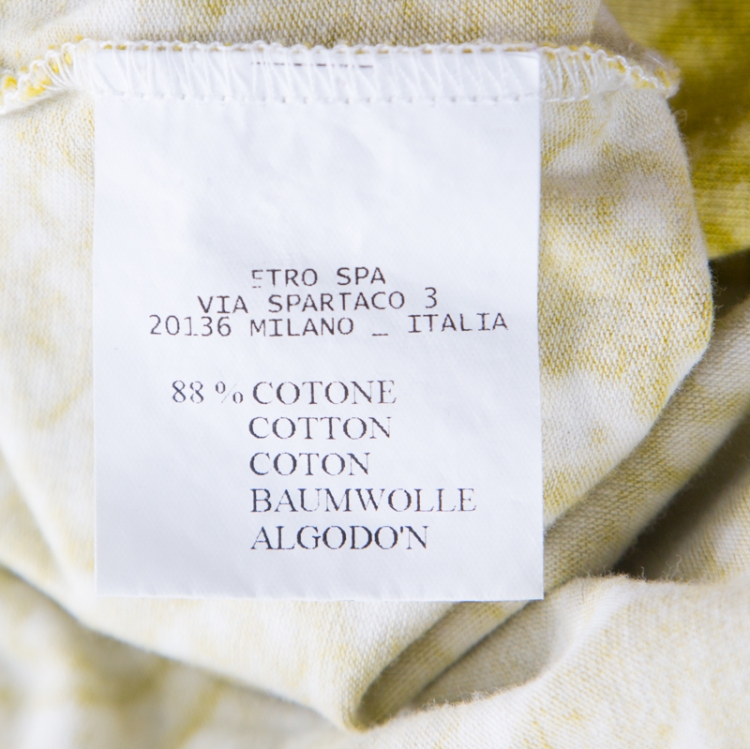 ETRO SPA
VIA SPARTACO 3
20136 MILANO _ ITALIA
88 % COTONE
COTTON
COTON
BAUMWOLLE
ALGODO'N